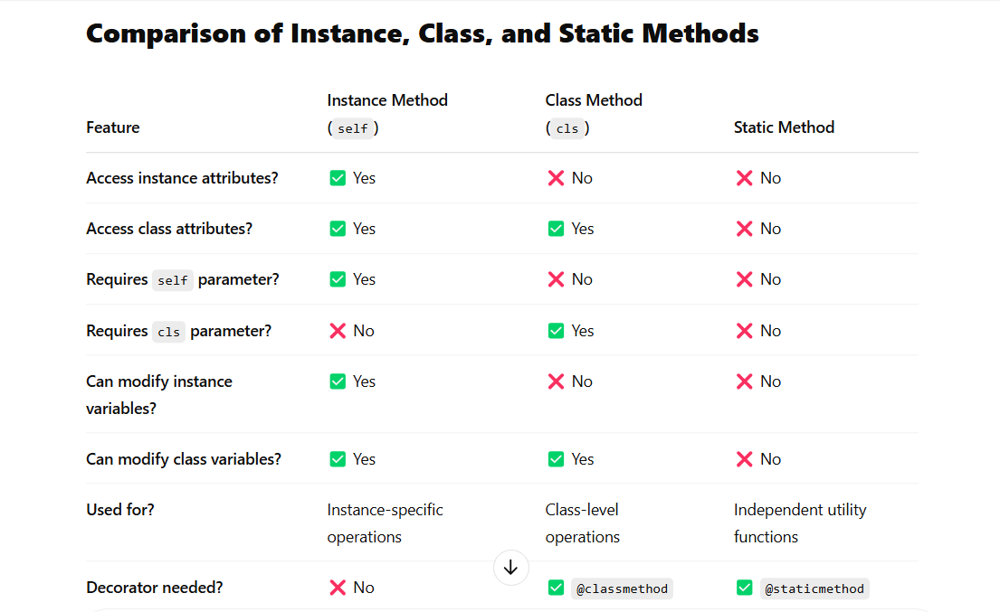 Comparison of Instance, Class, and Static Methods
Feature Instance Method Class Method Static Method
(self) (cls)
Access instance attributes? ✅ Yes ❌ No ❌ No
Access class attributes? ✅ Yes ✅ Yes ❌ No
Requires self parameter? ✅ Yes ❌ No ❌ No
Requires cls parameter? ❌ No ✅ Yes ❌ No
Can modify instance ✅ Yes ❌ No ❌ No
variables?
Can modify class variables? ✅ Yes ✅ Yes ❌ No
Used for? Instance-specific Class-level Independent utility
operations operations functions
Decorator needed? ❌ No ✅ @classmethod ✅ @staticmethod